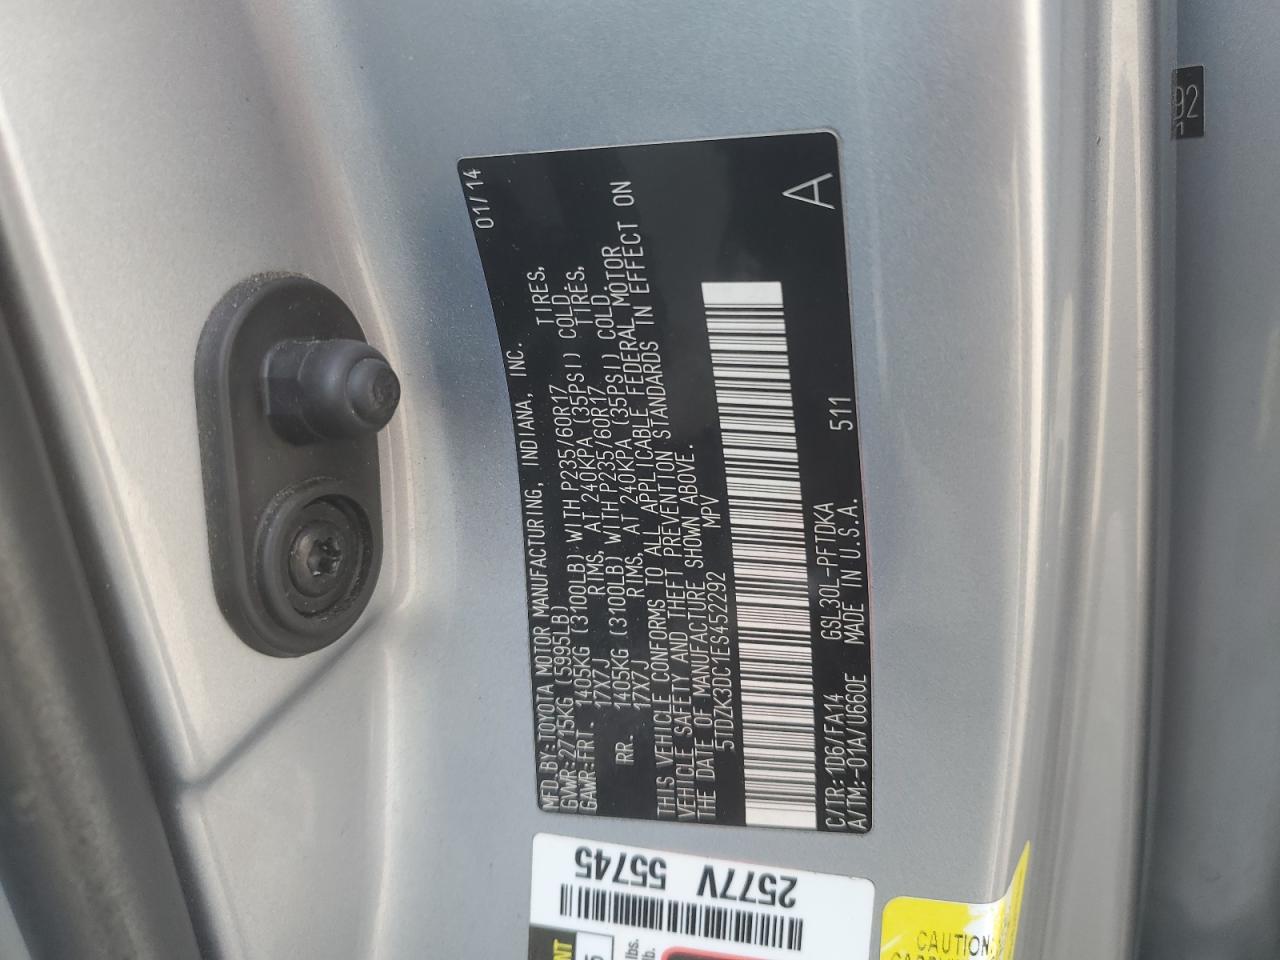 MFD.BY:TOYOTA MOTOR MANUFACTURING, INDIANA, INC. 01/14
GVWR:2715KG (5995LB)
GAWR:FRT. 1405KG (3100LB) WITH P235/60R17 TIRES,
17X7J RIMS, AT 240KPA (35PSI) COLD.
RR. 1405KG (3100LB) WITH P235/60R17 TIRES,
17X7J RIMS, AT 240KPA (35PSI) COLD.
THIS VEHICLE CONFORMS TO ALL APPLICABLE FEDERAL MOTOR
VEHICLE SAFETY AND THEFT PREVENTION STANDARDS IN EFFECT ON
THE DATE OF MANUFACTURE SHOWN ABOVE.
5TDZK3DC1ES452292 MPV
A
C/TR:1D6/FA14 GSL30L-PFTDKA 511
A/TM:-01A/U660E MADE IN U.S.A.
2577V
55745
CAUTION:
92
lbs.
lb.